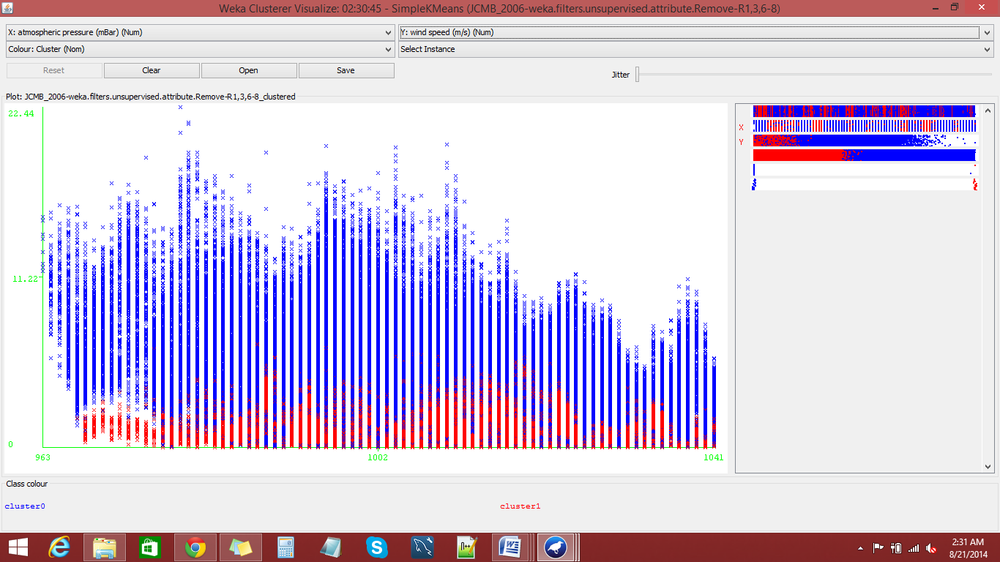 Weka Clusterer Visualize: 02:30:45 - SimpleKMeans (JCMB_2006-weka.filters.unsupervised.attribute.Remove-R1,3,6-8)
X: atmospheric pressure (mBar) (Num)
Y: wind speed (m/s) (Num)
Colour: Cluster (Nom)
Select Instance
Reset
Clear
Open
Save
Jitter
Plot: JCMB_2006-weka.filters.unsupervised.attribute.Remove-R1,3,6-8_clustered
22.44
11.22
0
963
1002
1041
X
Y
Class colour
cluster0
cluster1
n++
W
2:31 AM
8/21/2014